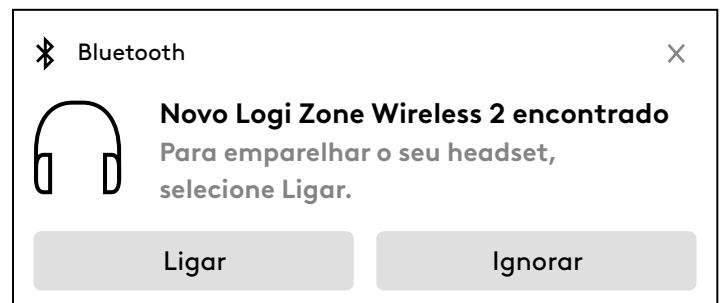 Bluetooth
Novo Logi Zone Wireless 2 encontrado
Para emparelhar o seu headset,
selecione Ligar.
Ligar
Ignorar